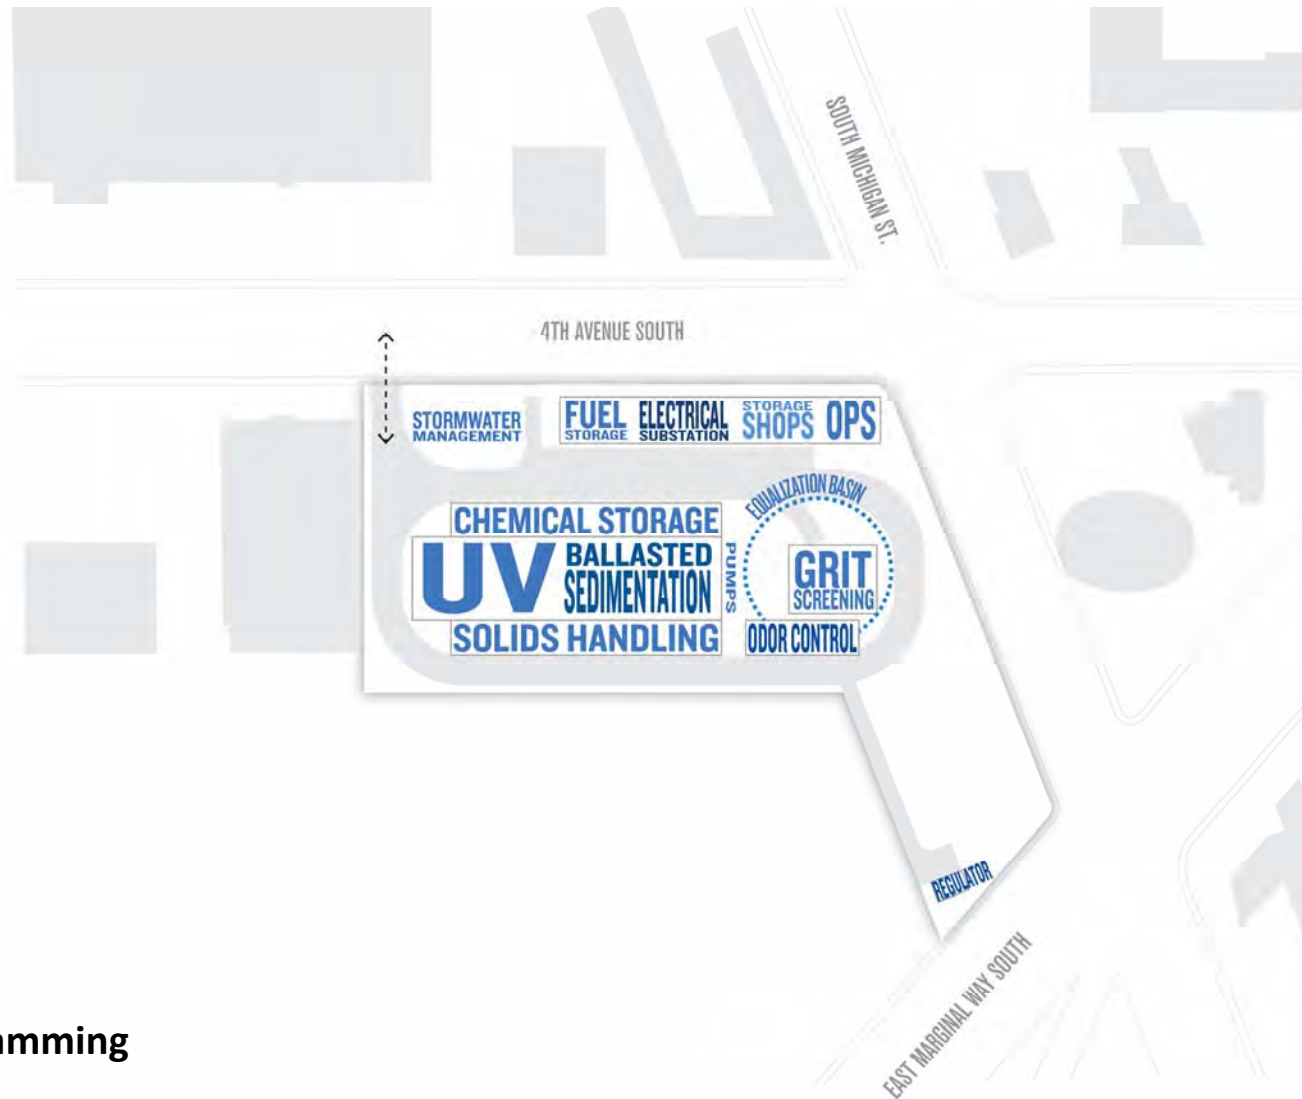 SOUTH MICHIGAN ST.
4TH AVENUE SOUTH
STORMWATER
MANAGEMENT
FUEL
STORAGE
ELECTRICAL
SUBSTATION
STORAGE
SHOPS
OPS
EQUALIZATION BASIN
CHEMICAL STORAGE
UV
BALLASTED
SEDIMENTATION
PUMPS
GRIT
SCREENING
SOLIDS HANDLING
ODOR CONTROL
REGULATOR
EAST MARGINAL WAY SOUTH
mming